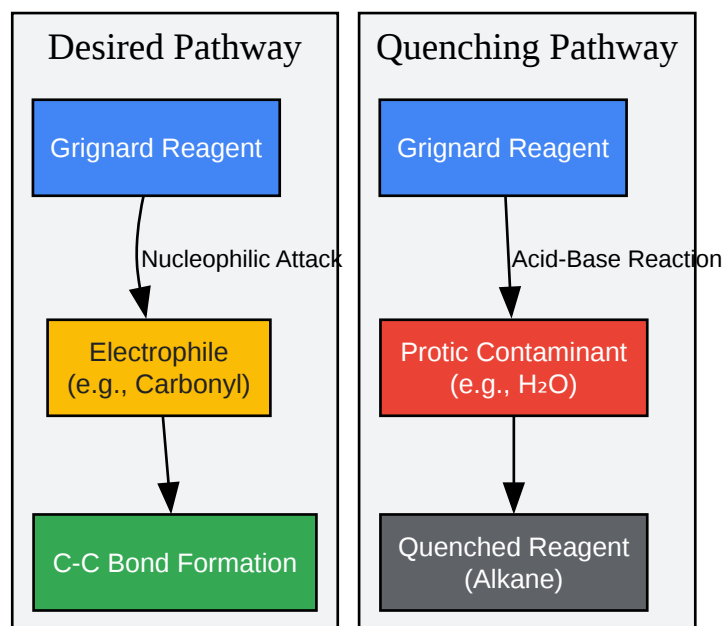 Desired Pathway
Grignard Reagent
Nucleophilic Attack
Electrophile
(e.g., Carbonyl)
C-C Bond Formation
Quenching Pathway
Grignard Reagent
Acid-Base Reaction
Protic Contaminant
(e.g., H₂O)
Quenched Reagent
(Alkane)